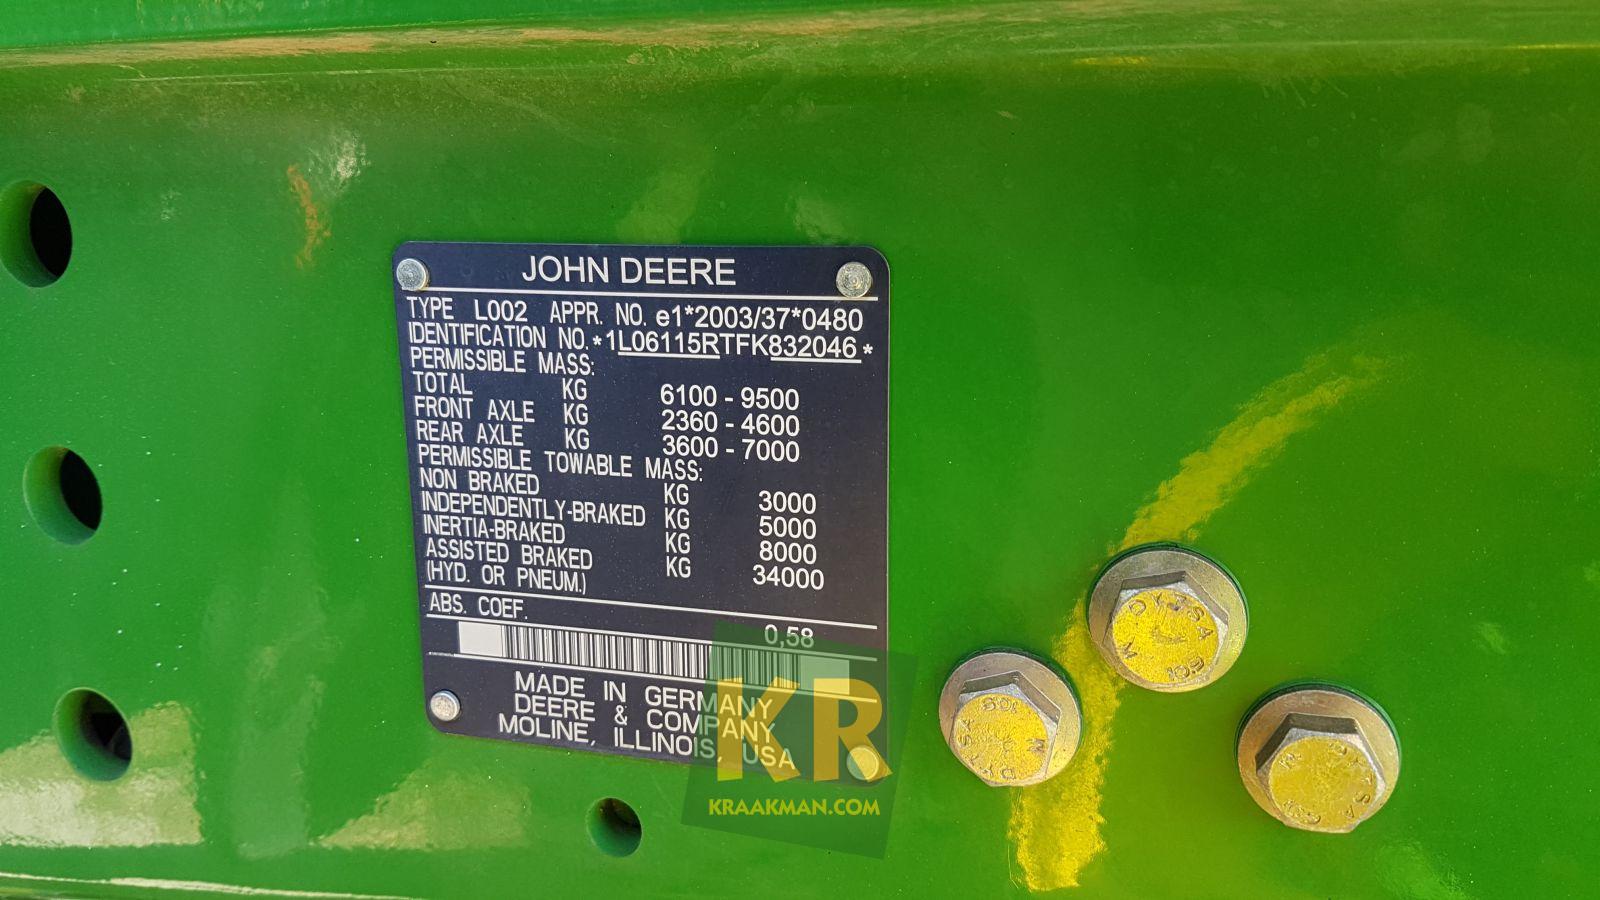 JOHN DEERE
TYPE L002 APPR. NO. e1*2003/37*0480
IDENTIFICATION NO. *1L06115RTFK832046*
PERMISSIBLE MASS:
TOTAL KG 6100 - 9500
FRONT AXLE KG 2360 - 4600
REAR AXLE KG 3600 - 7000
PERMISSIBLE TOWABLE MASS:
NON BRAKED KG 3000
INDEPENDENTLY-BRAKED KG 5000
INERTIA-BRAKED KG 8000
ASSISTED BRAKED KG 34000
(HYD. OR PNEUM.)
ABS. COEF. 0,58
MADE IN GERMANY
DEERE & COMPANY
MOLINE, ILLINOIS, USA
KR
KRAAKMAN.COM